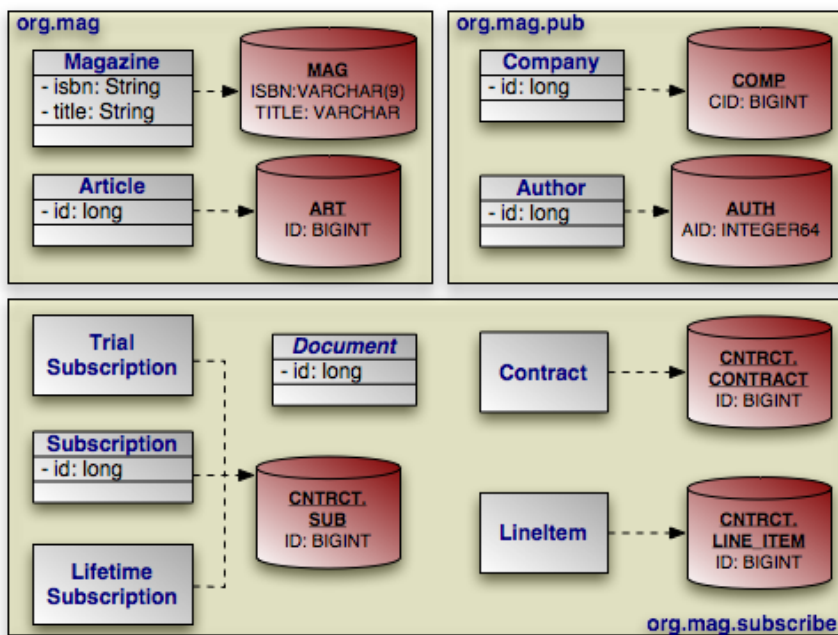 org.mag
Magazine
- isbn: String
- title: String
MAG
ISBN:VARCHAR(9)
TITLE: VARCHAR
Article
- id: long
ART
ID: BIGINT
org.mag.pub
Company
- id: long
COMP
CID: BIGINT
Author
- id: long
AUTH
AID: INTEGER64
Trial
Subscription
Subscription
- id: long
Lifetime
Subscription
Document
- id: long
CNTRCT.
SUB
ID: BIGINT
Contract
CNTRCT.
CONTRACT
ID: BIGINT
LineItem
CNTRCT.
LINE_ITEM
ID: BIGINT
org.mag.subscribe